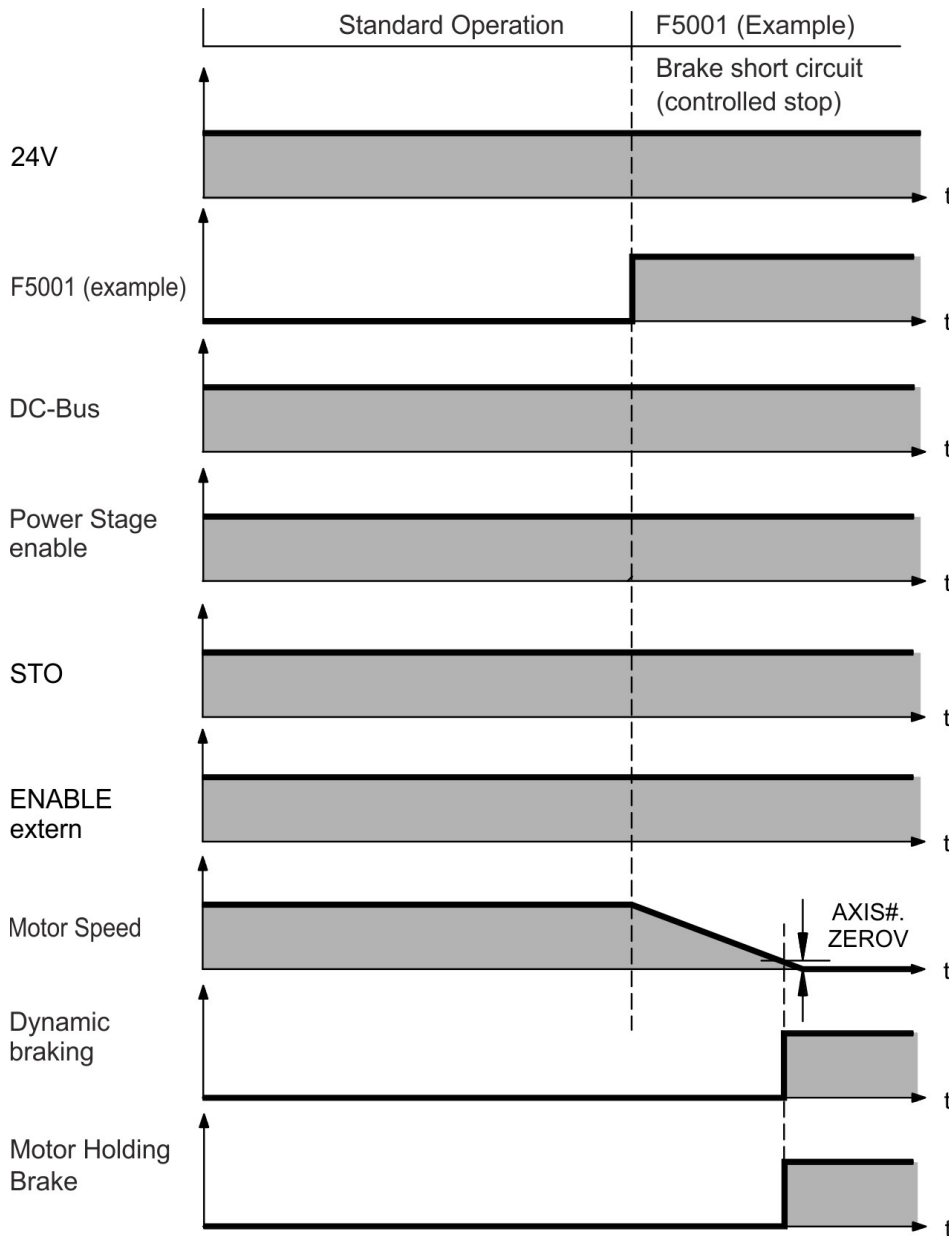 Standard Operation
F5001 (Example)
Brake short circuit
(controlled stop)
24V
t
F5001 (example)
t
DC-Bus
t
Power Stage
enable
t
STO
t
ENABLE
extern
t
Motor Speed
AXIS#.
ZEROV
t
Dynamic
braking
t
Motor Holding
Brake
t